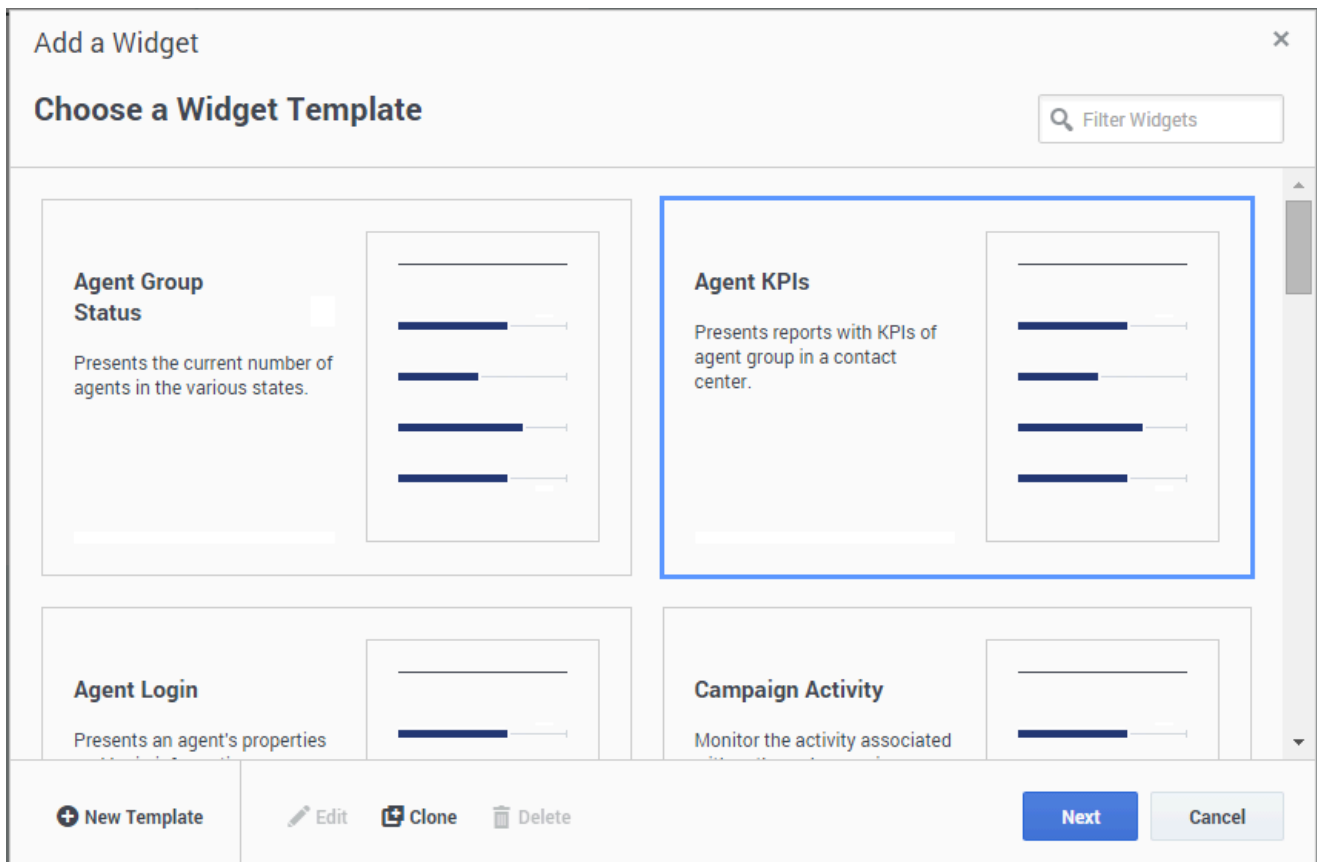 Add a Widget
Choose a Widget Template
Filter Widgets
Agent Group
Status
Presents the current number of
agents in the various states.
Agent KPIs
Presents reports with KPIs of
agent group in a contact
center.
Agent Login
Presents an agent's properties
Campaign Activity
Monitor the activity associated
New Template
Edit
Clone
Delete
Next
Cancel